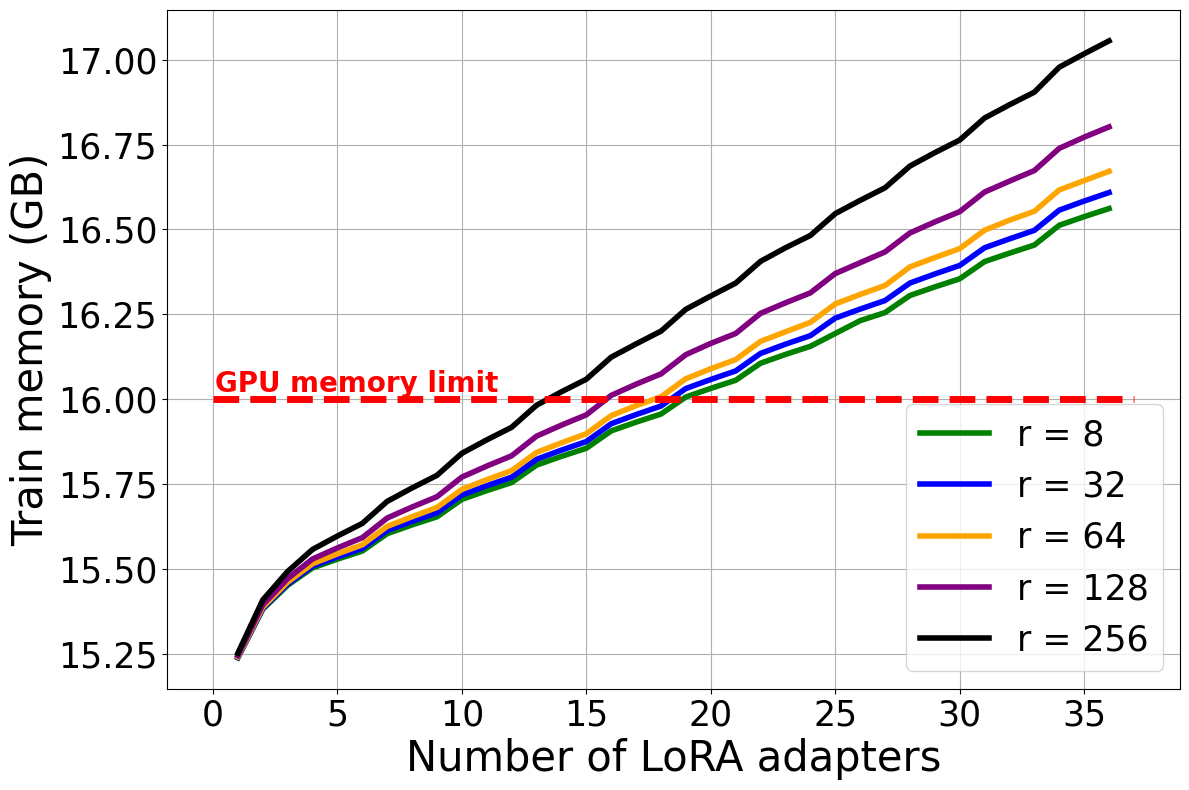 Train memory (GB)
17.00
16.75
16.50
16.25
16.00
15.75
15.50
15.25
GPU memory limit
r = 8
r = 32
r = 64
r = 128
r = 256
0 5 10 15 20 25 30 35
Number of LoRA adapters